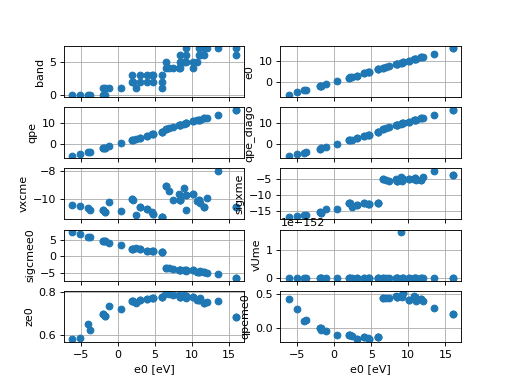 band
5
0
e0
10
0
qpe
10
0
qpe_diago
10
0
vxcme
−8
−10
sigxme
−5
−10
−15
sigcmee0
5
0
−5
vUme
1e−152
1
0
ze0
0.8
0.6
−5 0 5 10 15
e0 [eV]
qpeme0
0.5
0.0
−5 0 5 10 15
e0 [eV]